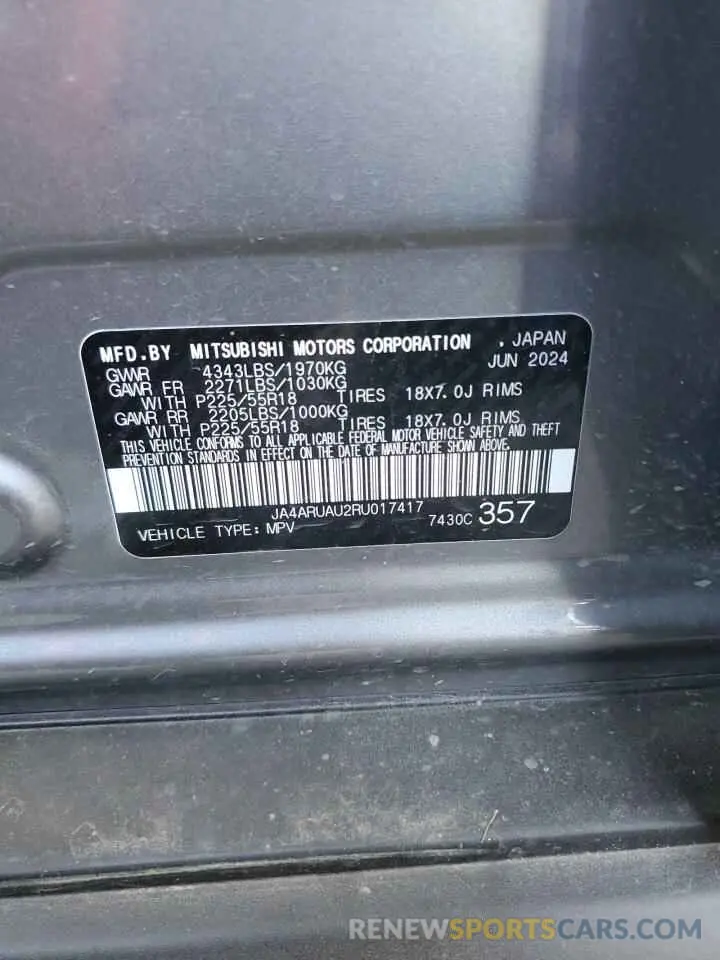 MFD.BY MITSUBISHI MOTORS CORPORATION . JAPAN
GVWR 4343LBS/1970KG JUN 2024
GAWR FR 2271LBS/1030KG
WITH P225/55R18 TIRES 18X7.0J RIMS
GAWR RR 2205LBS/1000KG
WITH P225/55R18 TIRES 18X7.0J RIMS
THIS VEHICLE CONFORMS TO ALL APPLICABLE FEDERAL MOTOR VEHICLE SAFETY AND THEFT
PREVENTION STANDARDS IN EFFECT ON THE DATE OF MANUFACTURE SHOWN ABOVE.
JA4ARUAU2RU017417
VEHICLE TYPE: MPV 7430C 357
RENEWSPORTSCARS.COM